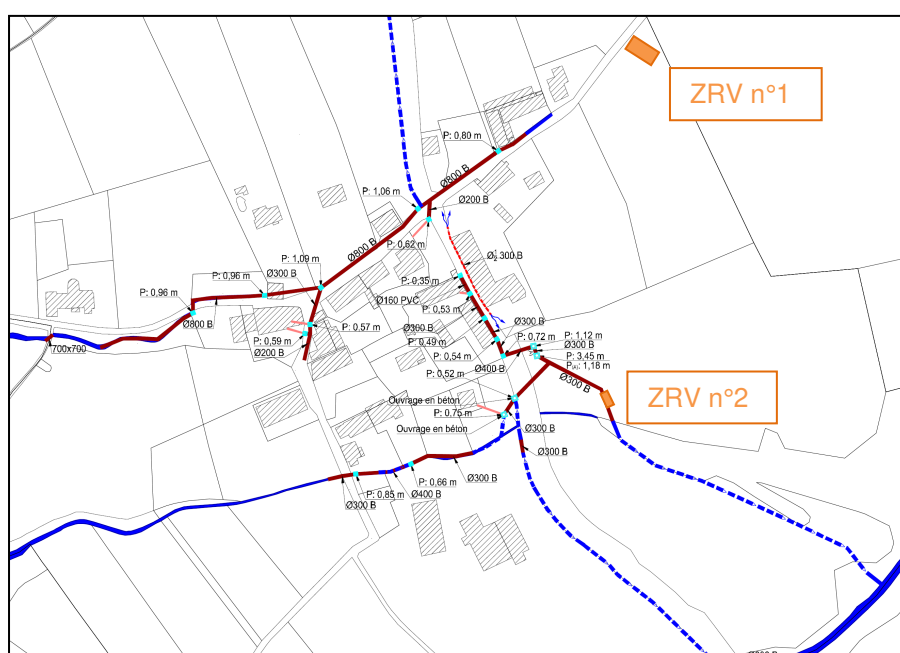 ZRV n°1
P: 0,80 m
Ø800 B
P: 1,06 m
Ø200 B
P: 0,62 m
Ø800 B
P: 1,09 m
Ø300 B
P: 0,96 m
P: 0,96 m
Ø800 B
700x700
300 B
P: 0,35 m
Ø160 PVC
P: 0,53 m
P: 0.57 m
P: 0,59 m
Ø200 B
Ø300 B
P: 0,49 m
Ø300 B
P: 0,72 m
P: 1,12 m
Ø300 B
P: 0,54 m
Ø400 B
P: 3,45 m
P: 1,18 m
P: 0,52 m
Ø300 B
ZRV n°2
Ouvrage en béton
P: 0,75 m
Ouvrage en béton
Ø300 B
Ø300 B
Ø300 B
P: 0,66 m
Ø400 B
P: 0,85 m
Ø300 B